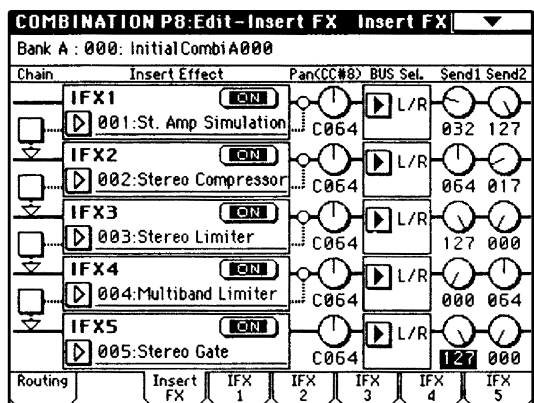 COMBINATION P8:Edit-Insert FX Insert FX
Bank A : 000: InitialCombiA000
Chain Insert Effect Pan(CC#8) BUS Sel. Send1 Send2
IFX1 ON
001:St. Amp Simulation C064 L/R 032 127
IFX2 ON
002:Stereo Compressor C064 L/R 064 017
IFX3 ON
003:Stereo Limiter C064 L/R 127 000
IFX4 ON
004:Multiband Limiter C064 L/R 000 064
IFX5 ON
005:Stereo Gate C064 L/R 127 000
Routing Insert FX IFX 1 IFX 2 IFX 3 IFX 4 IFX 5